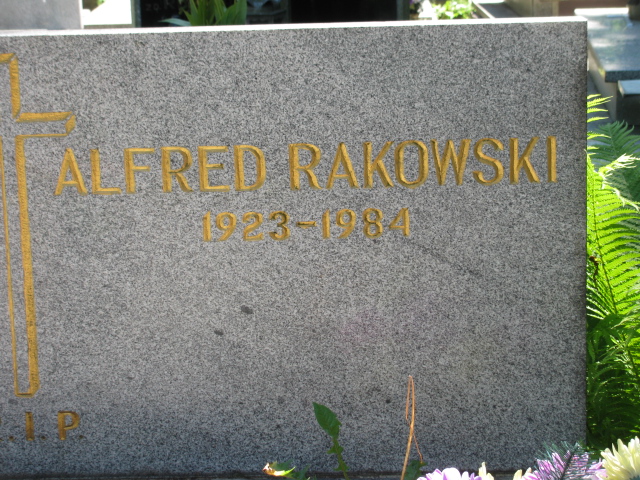 ALFRED RAKOWSKI
1923-1984
.I.P.